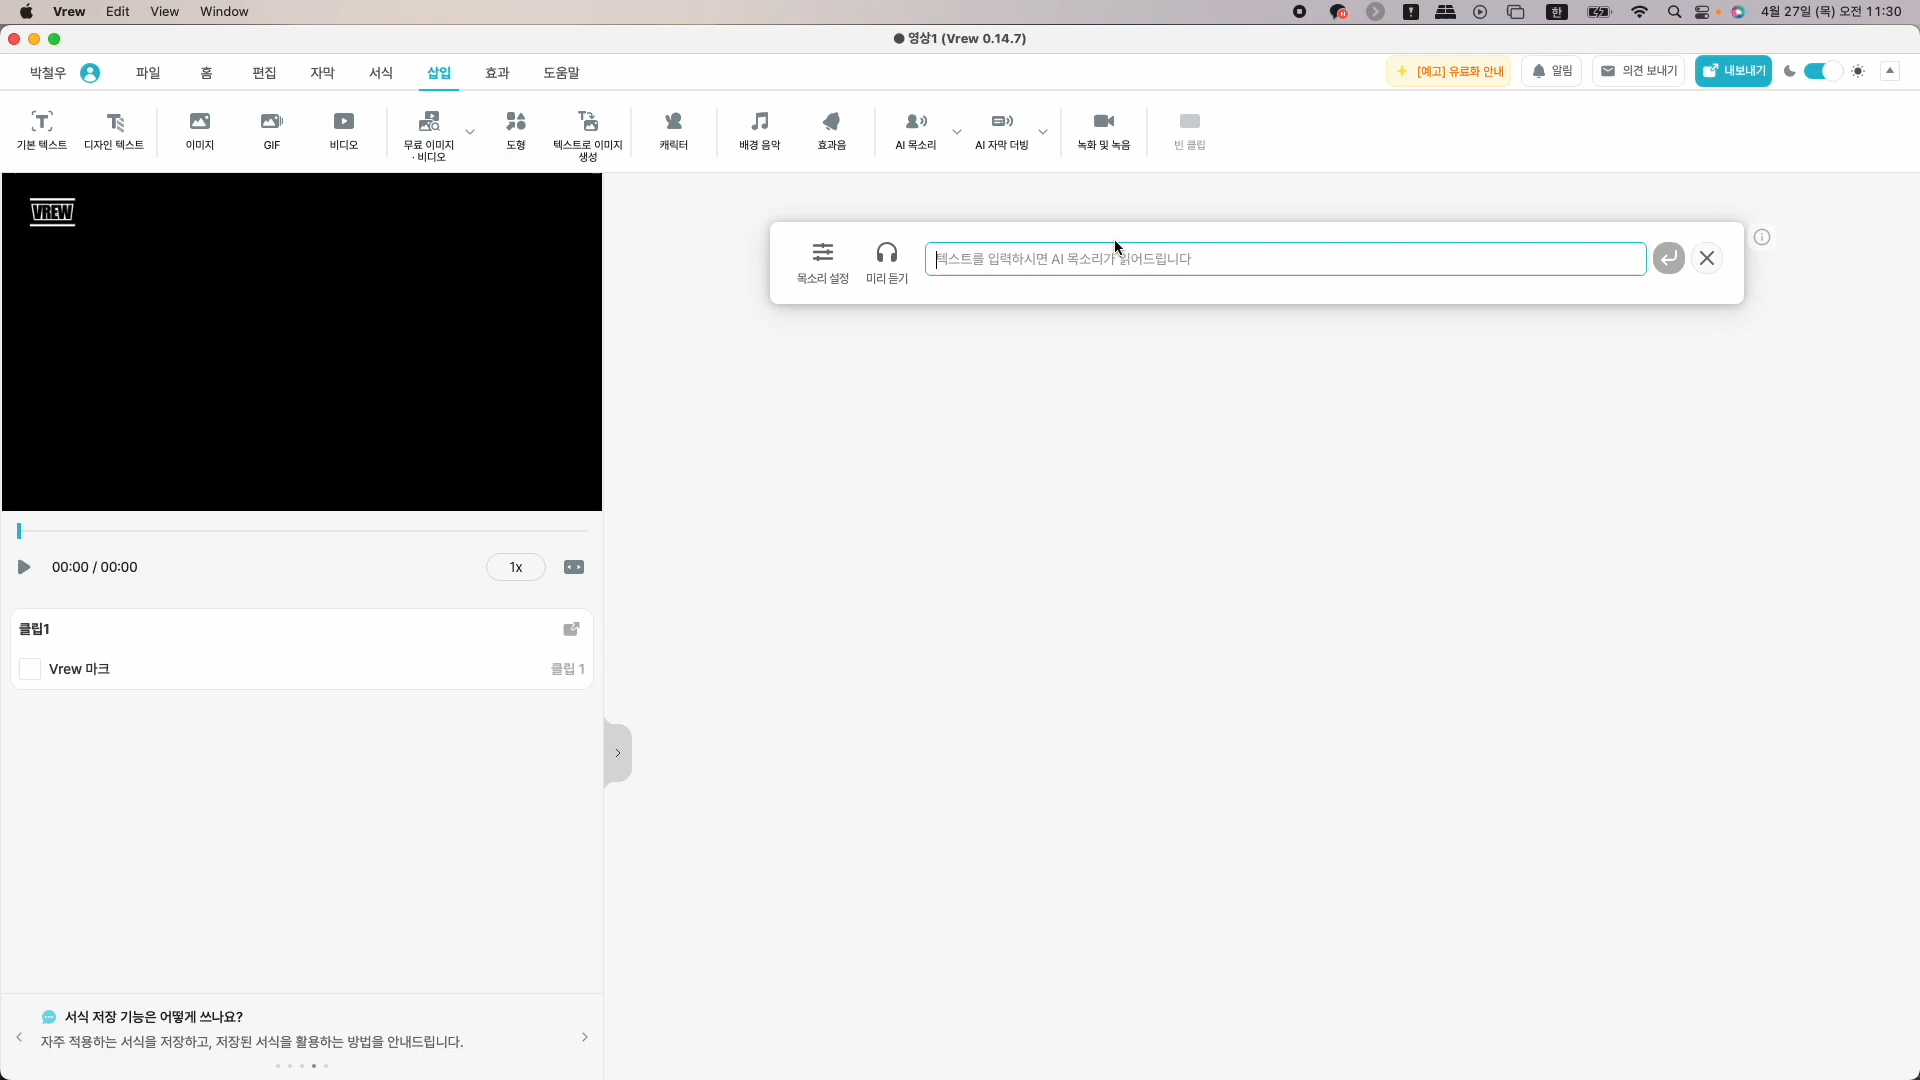 Vrew Edit View Window 한 4월 27일 (목) 오전 11:30
영상1 (Vrew 0.14.7)
박철우 파일 홈 편집 자막 서식 삽입 효과 도움말 [예고] 유료화 안내 알림 의견 보내기 내보내기
기본 텍스트 디자인 텍스트 이미지 GIF 비디오 무료 이미지 · 비디오 도형 텍스트로 이미지 생성 캐릭터 배경 음악 효과음 AI 목소리 AI 자막 더빙 녹화 및 녹음 빈 클립
VREW
목소리 설정 미리 듣기 텍스트를 입력하시면 AI 목소리가 읽어드립니다
00:00 / 00:00 1x
클립1
Vrew 마크 클립 1
서식 저장 기능은 어떻게 쓰나요?
자주 적용하는 서식을 저장하고, 저장된 서식을 활용하는 방법을 안내드립니다.